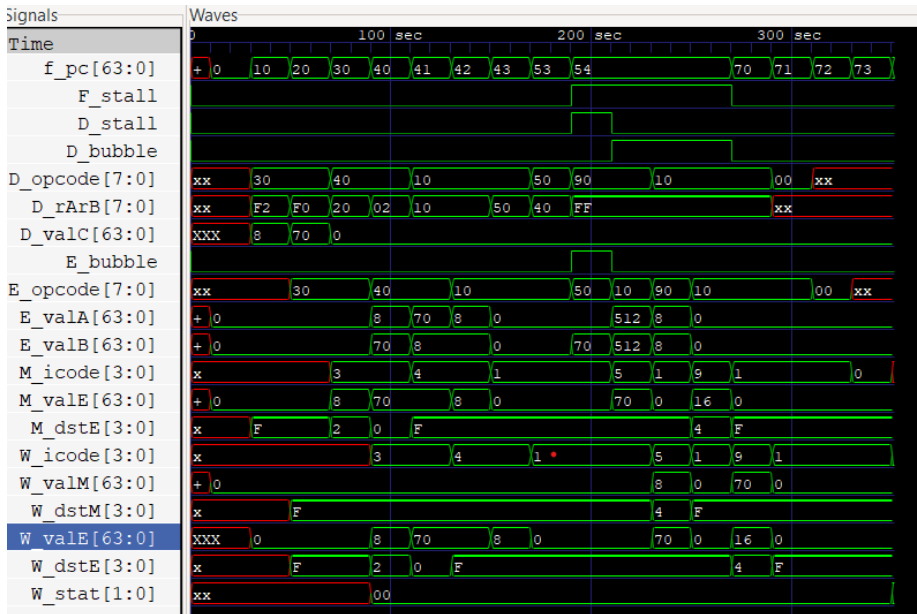 Signals Waves
Time 0 100 sec 200 sec 300 sec
f_pc[63:0] + 0 10 20 30 40 41 42 43 53 54 70 71 72 73
F_stall
D_stall
D_bubble
D_opcode[7:0] xx 30 40 10 50 90 10 00 xx
D_rArB[7:0] xx F2 F0 20 02 10 50 40 FF xx
D_valC[63:0] XXX 8 70 0
E_bubble
E_opcode[7:0] xx 30 40 10 50 10 90 10 00 xx
E_valA[63:0] + 0 8 70 8 0 512 8 0
E_valB[63:0] + 0 70 8 0 70 512 8 0
M_icode[3:0] x 3 4 1 5 1 9 1 0
M_valE[63:0] + 0 8 70 8 0 70 0 16 0
M_dstE[3:0] x F 2 0 F 4 F
W_icode[3:0] x 3 4 1 5 1 9 1
W_valM[63:0] + 0 8 0 70 0
W_dstM[3:0] x F 4 F
W_valE[63:0] XXX 0 8 70 8 0 70 0 16 0
W_dstE[3:0] x F 2 0 F 4 F
W_stat[1:0] xx 00